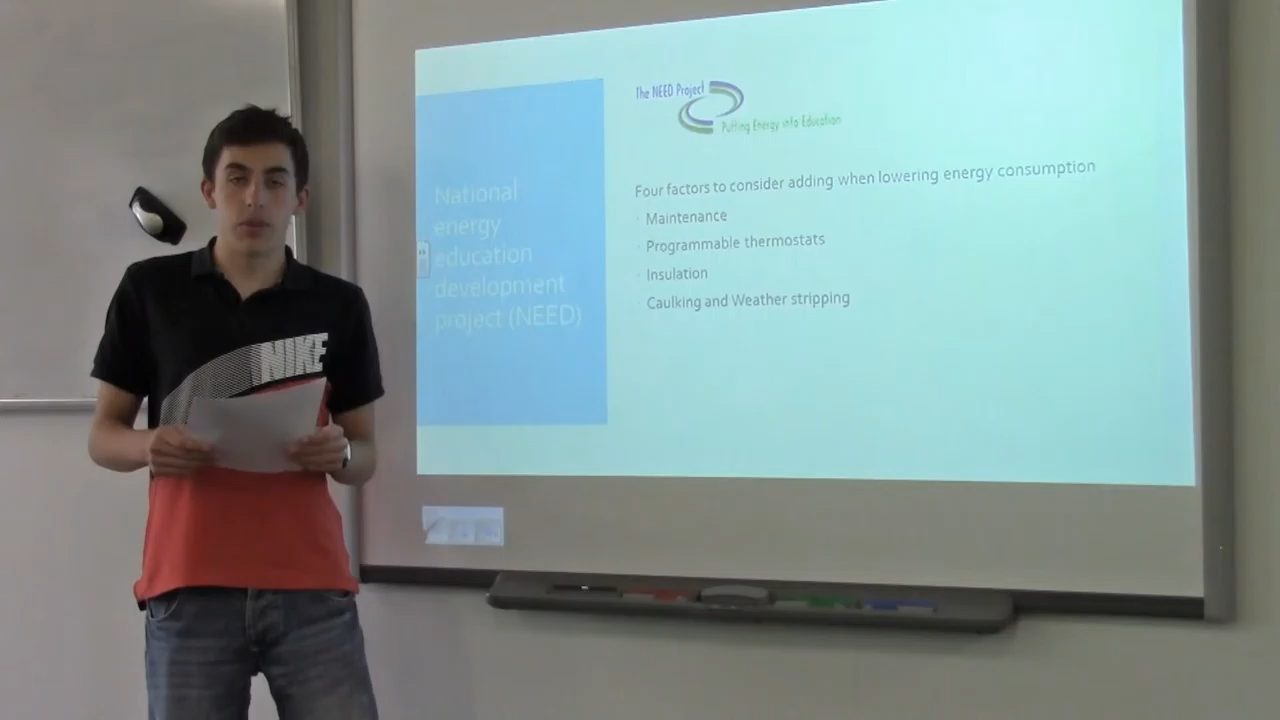 The NEED Project
Putting Energy into Education
National
energy
education
development
project (NEED)
Four factors to consider adding when lowering energy consumption
Maintenance
Programmable thermostats
Insulation
Caulking and Weather stripping
NIKE